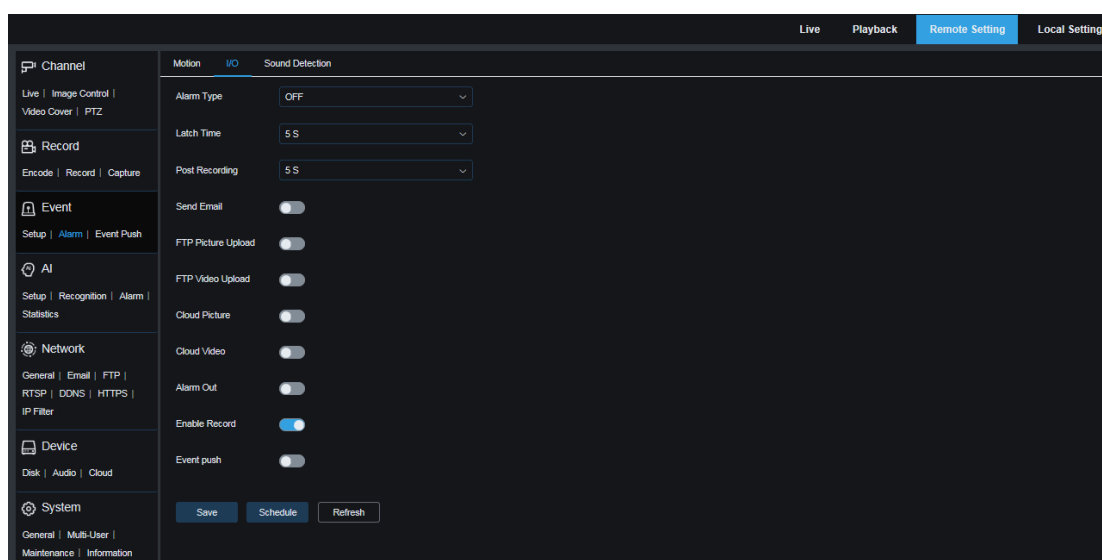 Live Playback Remote Setting Local Setting
Channel
Live | Image Control |
Video Cover | PTZ
Record
Encode | Record | Capture
Event
Setup | Alarm | Event Push
AI
Setup | Recognition | Alarm |
Statistics
Network
General | Email | FTP |
RTSP | DDNS | HTTPS |
IP Filter
Device
Disk | Audio | Cloud
System
General | Multi-User |
Maintenance | Information
Motion I/O Sound Detection
Alarm Type OFF
Latch Time 5 S
Post Recording 5 S
Send Email
FTP Picture Upload
FTP Video Upload
Cloud Picture
Cloud Video
Alarm Out
Enable Record
Event push
Save Schedule Refresh